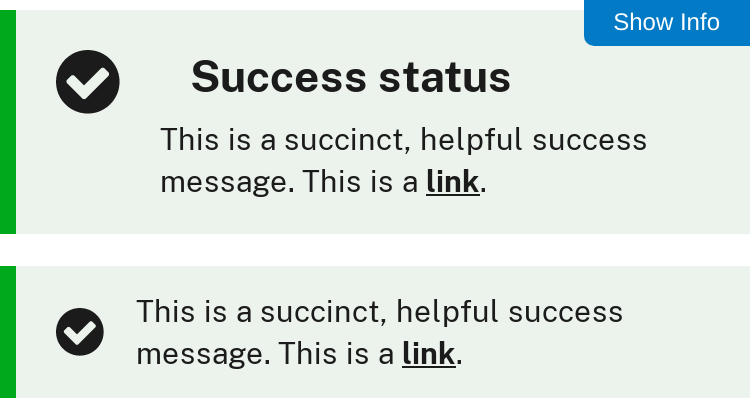 Show Info
Success status
This is a succinct, helpful success
message. This is a link.
This is a succinct, helpful success
message. This is a link.